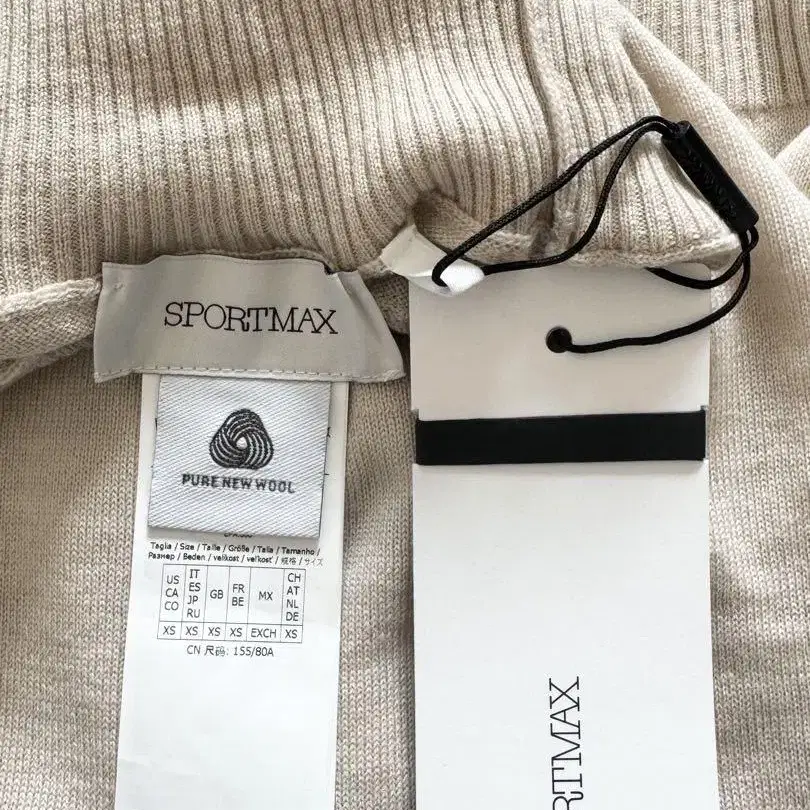 SPORTMAX
PURE NEW WOOL
Taglia / Size / Taille / Größe / Talla / Tamanho /
Размер / Beden / velikost / veľkosť / 規格 / サイズ
US CA CO
IT ES JP RU
GB
FR BE
MX
CH AT NL DE
XS XS XS XS EXCH XS
CN 尺码: 155/80A
RTMAX